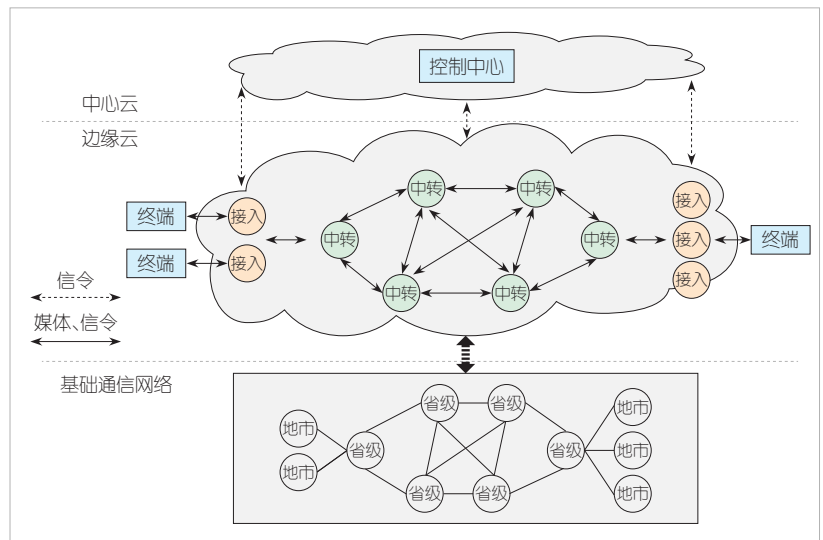 控制中心
中心云
边缘云
中转
中转
终端
接入
接入
中转
中转
接入
终端
终端
接入
接入
中转
中转
信令
媒体、信令
基础通信网络
省级
省级
地市
地市
省级
省级
地市
地市
地市
省级
省级